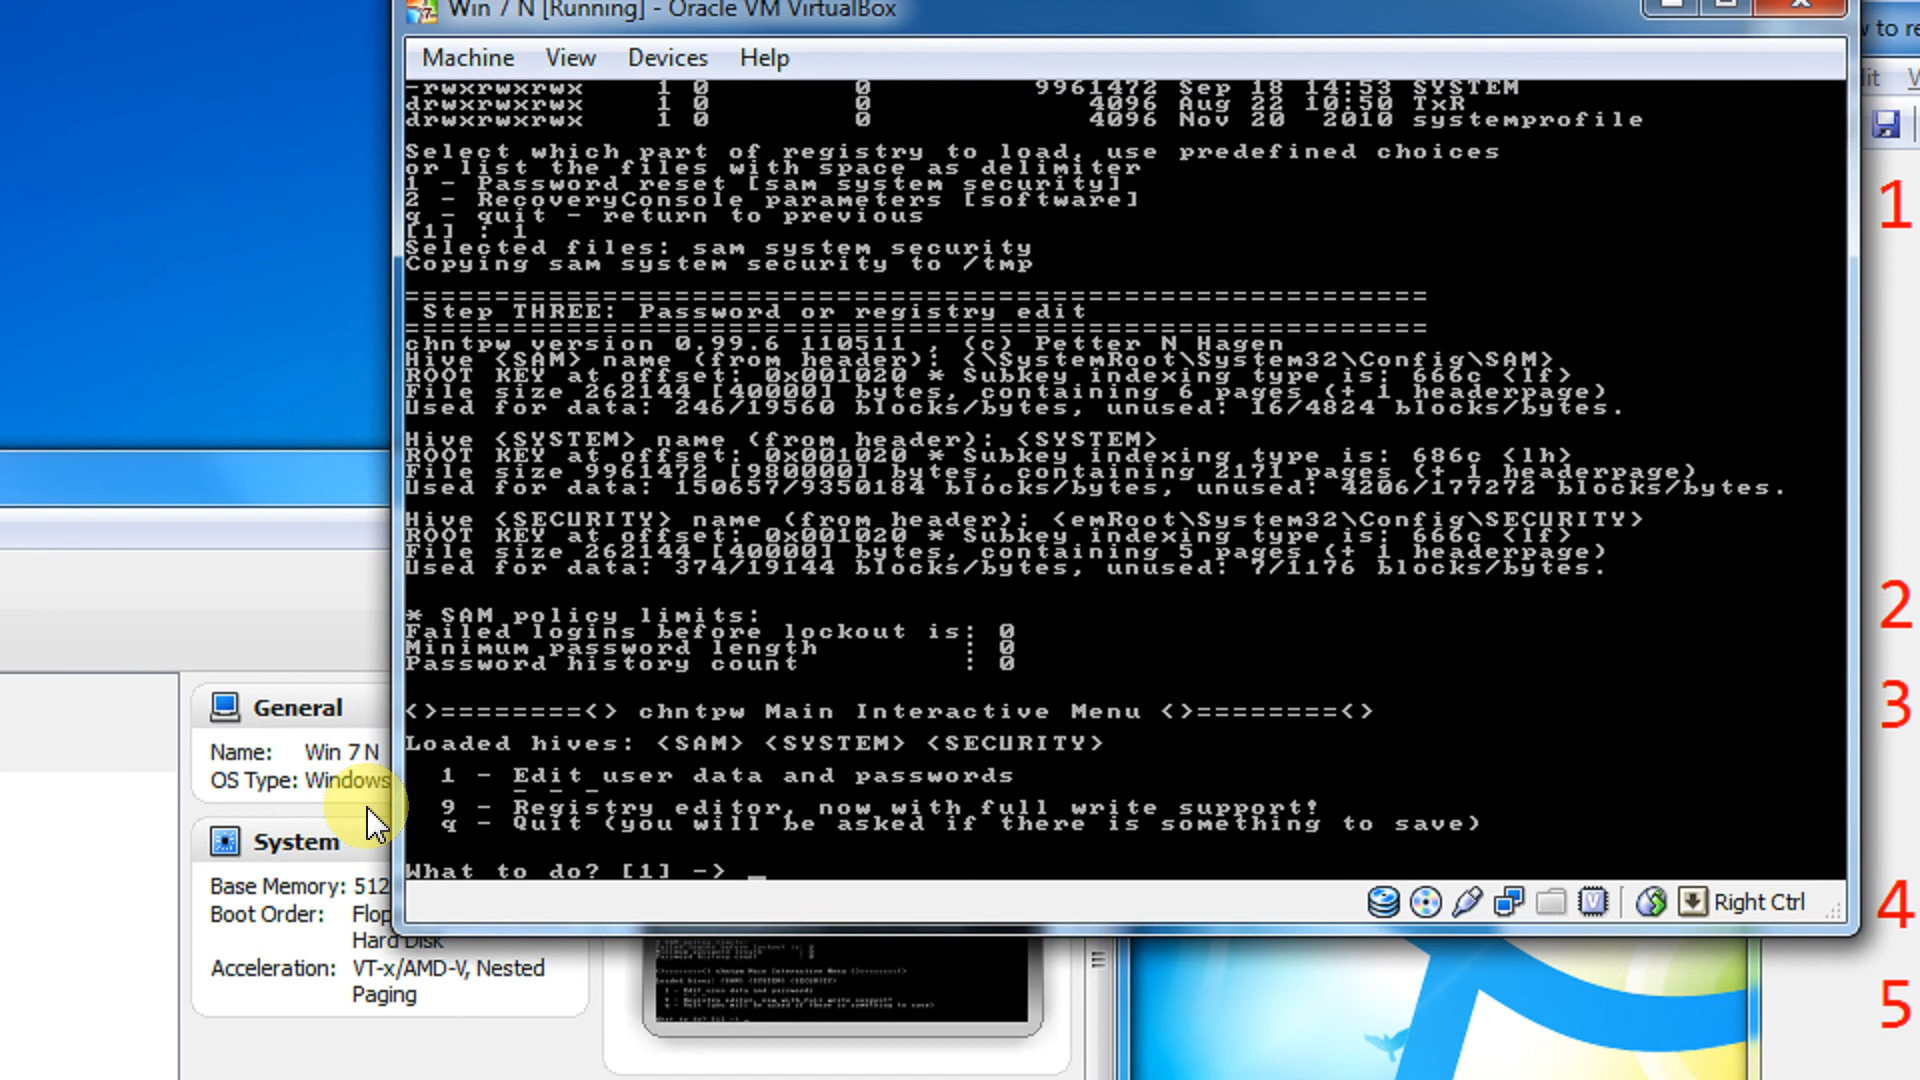 Win 7 N [Running] - Oracle VM VirtualBox
Machine View Devices Help
-rwxrwxrwx 1 0 0 9961472 Sep 18 14:53 SYSTEM
drwxrwxrwx 1 0 0 4096 Aug 22 10:50 TxR
drwxrwxrwx 1 0 0 4096 Nov 20 2010 systemprofile
Select which part of registry to load, use predefined choices
or list the files with space as delimiter
1 - Password reset [sam system security]
2 - RecoveryConsole parameters [software]
q - quit - return to previous
[1] : 1
Selected files: sam system security
Copying sam system security to /tmp
=========================================================
Step THREE: Password or registry edit
=========================================================
chntpw version 0.99.6 110511 , (c) Petter N Hagen
Hive <SAM> name (from header): <\SystemRoot\System32\Config\SAM>
ROOT KEY at offset: 0x001020 * Subkey indexing type is: 666c <lf>
File size 262144 [40000] bytes, containing 6 pages (+ 1 headerpage)
Used for data: 246/19560 blocks/bytes, unused: 16/4824 blocks/bytes.
Hive <SYSTEM> name (from header): <SYSTEM>
ROOT KEY at offset: 0x001020 * Subkey indexing type is: 686c <lh>
File size 9961472 [980000] bytes, containing 2171 pages (+ 1 headerpage)
Used for data: 150657/9350184 blocks/bytes, unused: 4206/177272 blocks/bytes.
Hive <SECURITY> name (from header): <emRoot\System32\Config\SECURITY>
ROOT KEY at offset: 0x001020 * Subkey indexing type is: 666c <lf>
File size 262144 [40000] bytes, containing 5 pages (+ 1 headerpage)
Used for data: 374/19144 blocks/bytes, unused: 7/1176 blocks/bytes.
* SAM policy limits:
Failed logins before lockout is: 0
Minimum password length : 0
Password history count : 0
<>========<> chntpw Main Interactive Menu <>========<>
Loaded hives: <SAM> <SYSTEM> <SECURITY>
1 - Edit user data and passwords
- - -
9 - Registry editor, now with full write support!
q - Quit (you will be asked if there is something to save)
What to do? [1] -> _
Right Ctrl
General
Name: Win 7 N
OS Type: Windows
System
Base Memory: 512
Boot Order:
Hard Disk
Acceleration: VT-x/AMD-V, Nested
Paging
to re
1
2
3
4
5